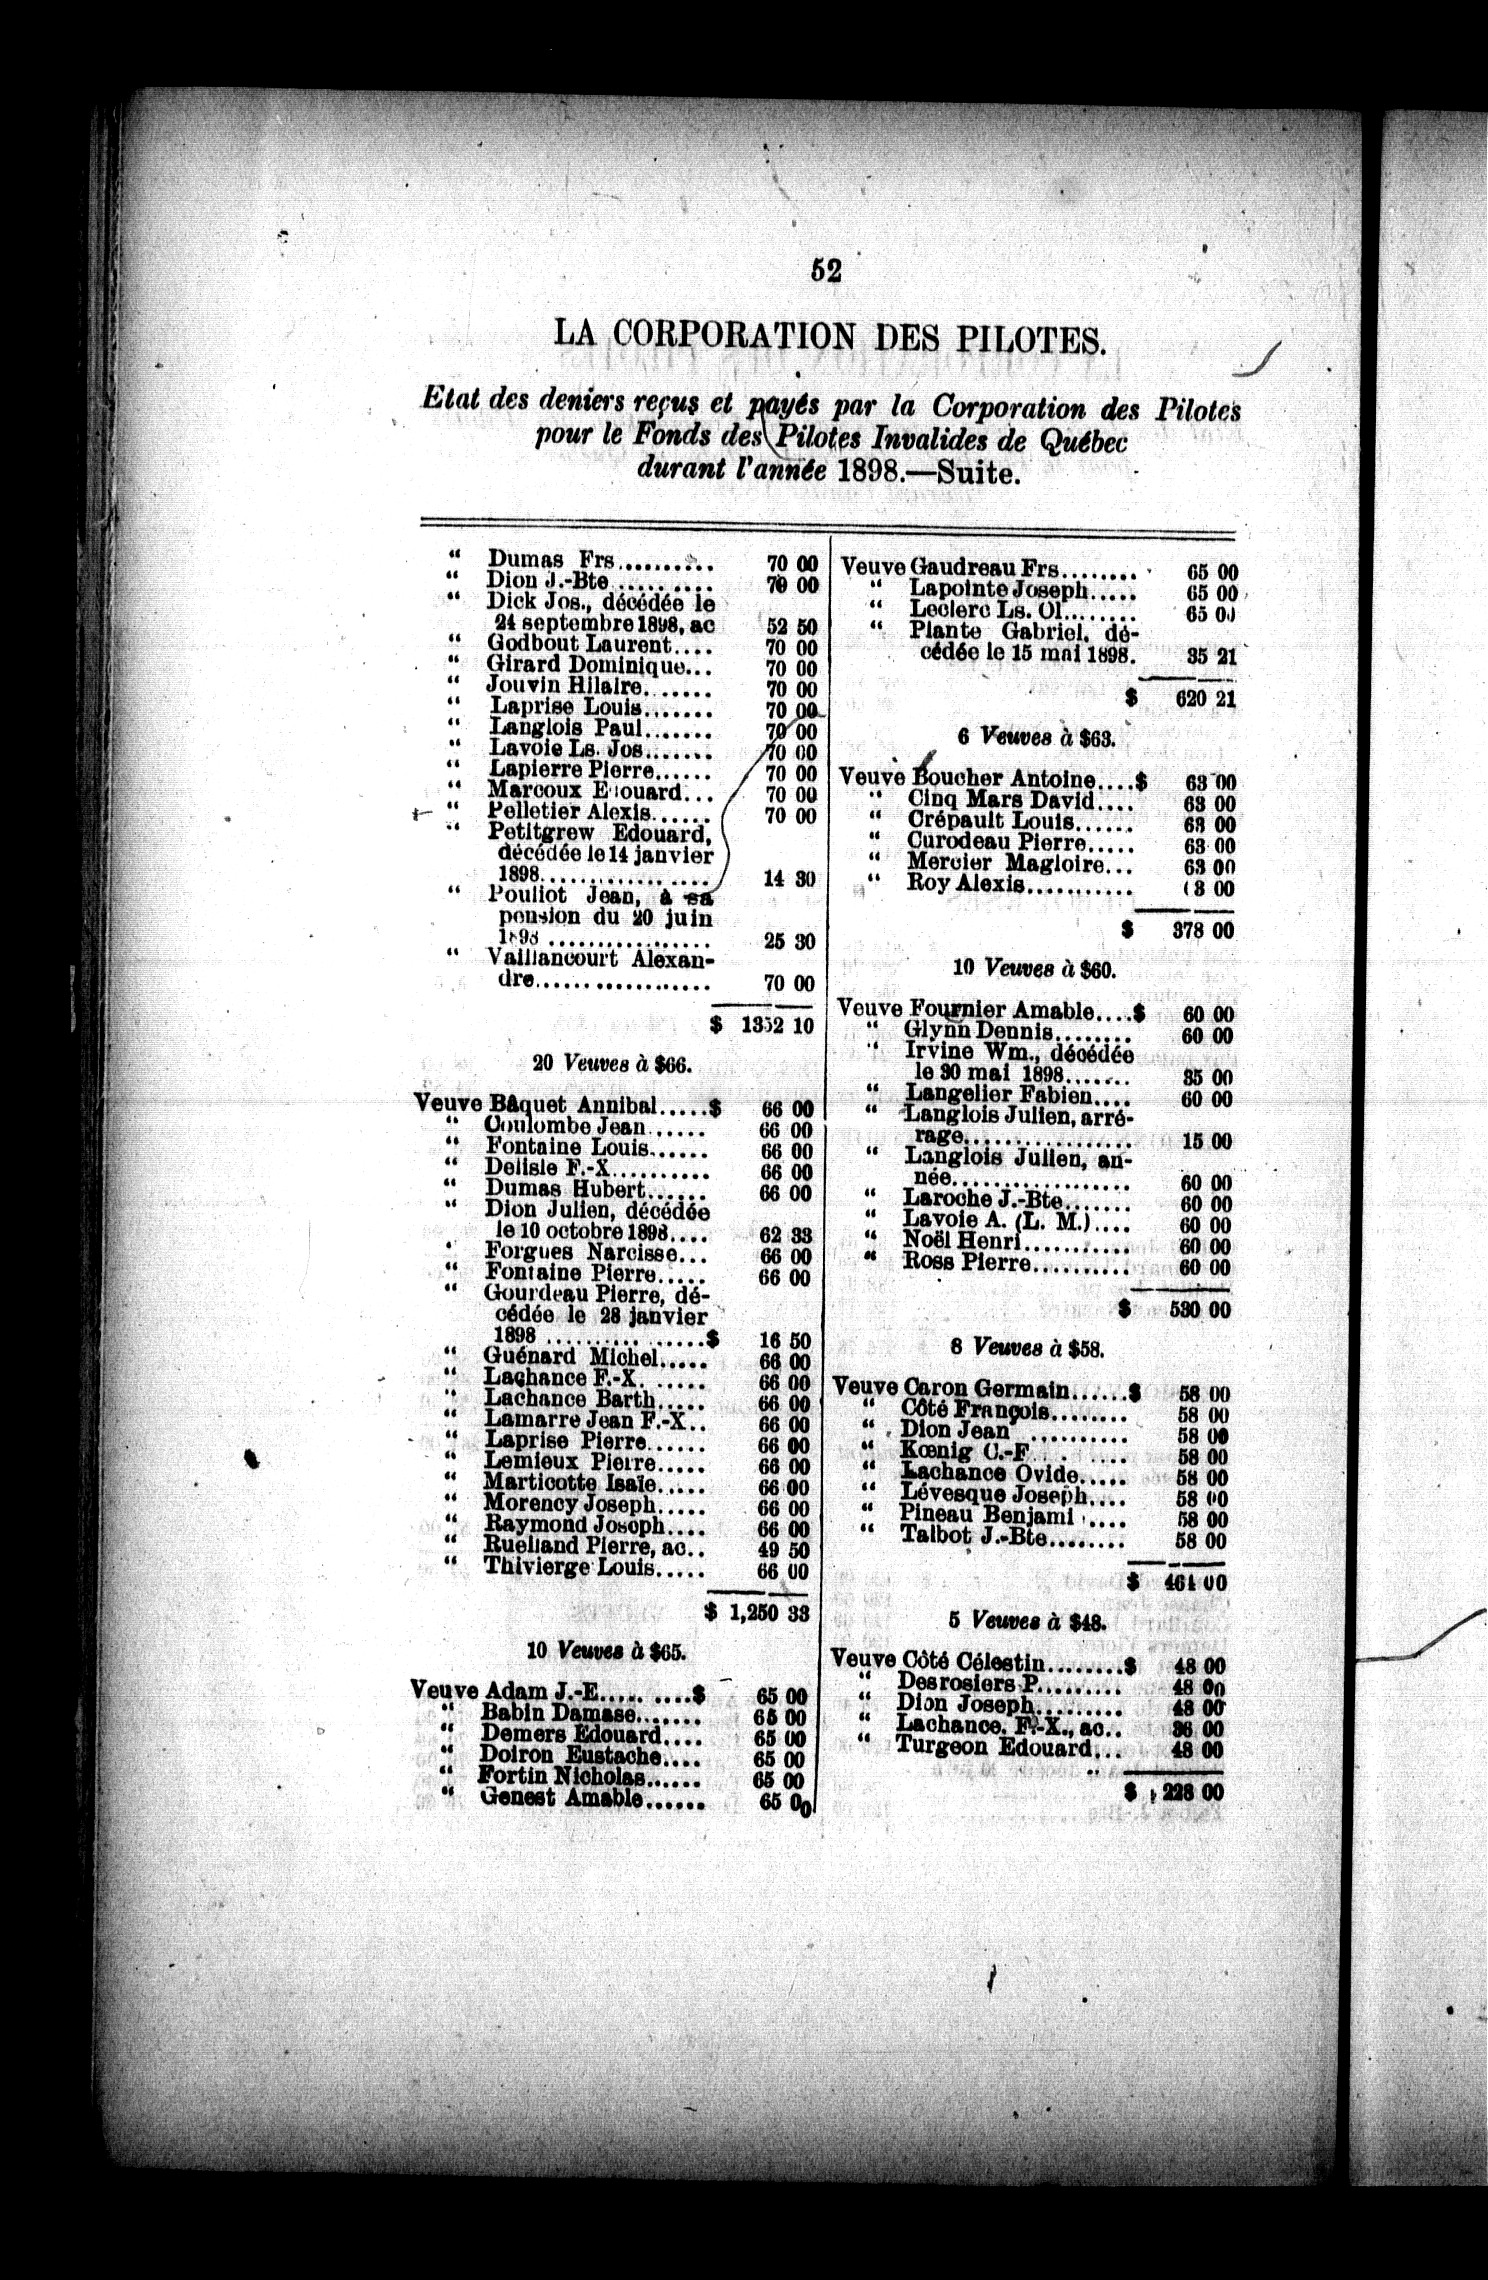 52
LA CORPORATION DES PILOTES.
Etat des deniers reçus et payés par la Corporation des Pilotes
pour le Fonds des Pilotes Invalides de Québec
durant l'année 1898.—Suite.
“ Dumas Frs.......... 70 00
“ Dion J.-Bte.......... 70 00
“ Dick Jos., décédée le
24 septembre 1898, ac 52 50
“ Godbout Laurent.... 70 00
“ Girard Dominique... 70 00
“ Jouvin Hilaire....... 70 00
“ Laprise Louis....... 70 00
“ Langlois Paul....... 70 00
“ Lavoie Ls. Jos....... 70 00
“ Lapierre Pierre...... 70 00
“ Marcoux Edouard... 70 00
“ Pelletier Alexis...... 70 00
“ Petitgrew Edouard,
décédée le 14 janvier
1898................. 14 30
“ Pouliot Jean, à sa
pension du 20 juin
1898 ................ 25 30
“ Vaillancourt Alexan-
dre................. 70 00
$ 1352 10
20 Veuves à $66.
Veuve Bâquet Annibal.....$ 66 00
“ Coulombe Jean...... 66 00
“ Fontaine Louis...... 66 00
“ Delisle F.-X.......... 66 00
“ Dumas Hubert...... 66 00
“ Dion Julien, décédée
le 10 octobre 1898.... 62 33
“ Forgues Narcisse... 66 00
“ Fontaine Pierre..... 66 00
“ Gourdeau Pierre, dé-
cédée le 28 janvier
1898 ................$ 16 50
“ Guénard Michel..... 66 00
“ Lachance F.-X....... 66 00
“ Lachance Barth..... 66 00
“ Lamarre Jean F.-X.. 66 00
“ Laprise Pierre...... 66 00
“ Lemieux Pierre..... 66 00
“ Marticotte Isaïe..... 66 00
“ Morency Joseph..... 66 00
“ Raymond Joseph.... 66 00
“ Ruelland Pierre, ac.. 49 50
“ Thivierge Louis..... 66 00
$ 1,250 33
10 Veuves à $65.
Veuve Adam J.-E.........$ 65 00
“ Babin Damase....... 65 00
“ Demers Edouard.... 65 00
“ Doiron Eustache.... 65 00
“ Fortin Nicholas...... 65 00
“ Genest Amable...... 65 00
Veuve Gaudreau Frs........ 65 00
“ Lapointe Joseph..... 65 00
“ Leclerc Ls. Ol........ 65 00
“ Plante Gabriel, dé-
cédée le 15 mai 1898. 35 21
$ 620 21
6 Veuves à $63.
Veuve Boucher Antoine....$ 63 00
“ Cinq Mars David.... 63 00
“ Crépault Louis...... 63 00
“ Curodeau Pierre..... 63 00
“ Mercier Magloire... 63 00
“ Roy Alexis........... 63 00
$ 378 00
10 Veuves à $60.
Veuve Fournier Amable....$ 60 00
“ Glynn Dennis........ 60 00
“ Irvine Wm., décédée
le 30 mai 1898....... 35 00
“ Langelier Fabien.... 60 00
“ Langlois Julien, arré-
rage................. 15 00
“ Langlois Julien, an-
née.................. 60 00
“ Laroche J.-Bte....... 60 00
“ Lavoie A. (L. M.).... 60 00
“ Noël Henri........... 60 00
“ Ross Pierre.......... 60 00
$ 530 00
8 Veuves à $58.
Veuve Caron Germain......$ 58 00
“ Côté François........ 58 00
“ Dion Jean .......... 58 00
“ Kœnig C.-F. ...... 58 00
“ Lachance Ovide..... 58 00
“ Lévesque Joseph.... 58 00
“ Pineau Benjami .... 58 00
“ Talbot J.-Bte........ 58 00
$ 464 00
5 Veuves à $48.
Veuve Côté Célestin........$ 48 00
“ Desrosiers P......... 48 00
“ Dion Joseph......... 48 00
“ Lachance. F.-X., ac.. 36 00
“ Turgeon Edouard... 48 00
$ 228 00